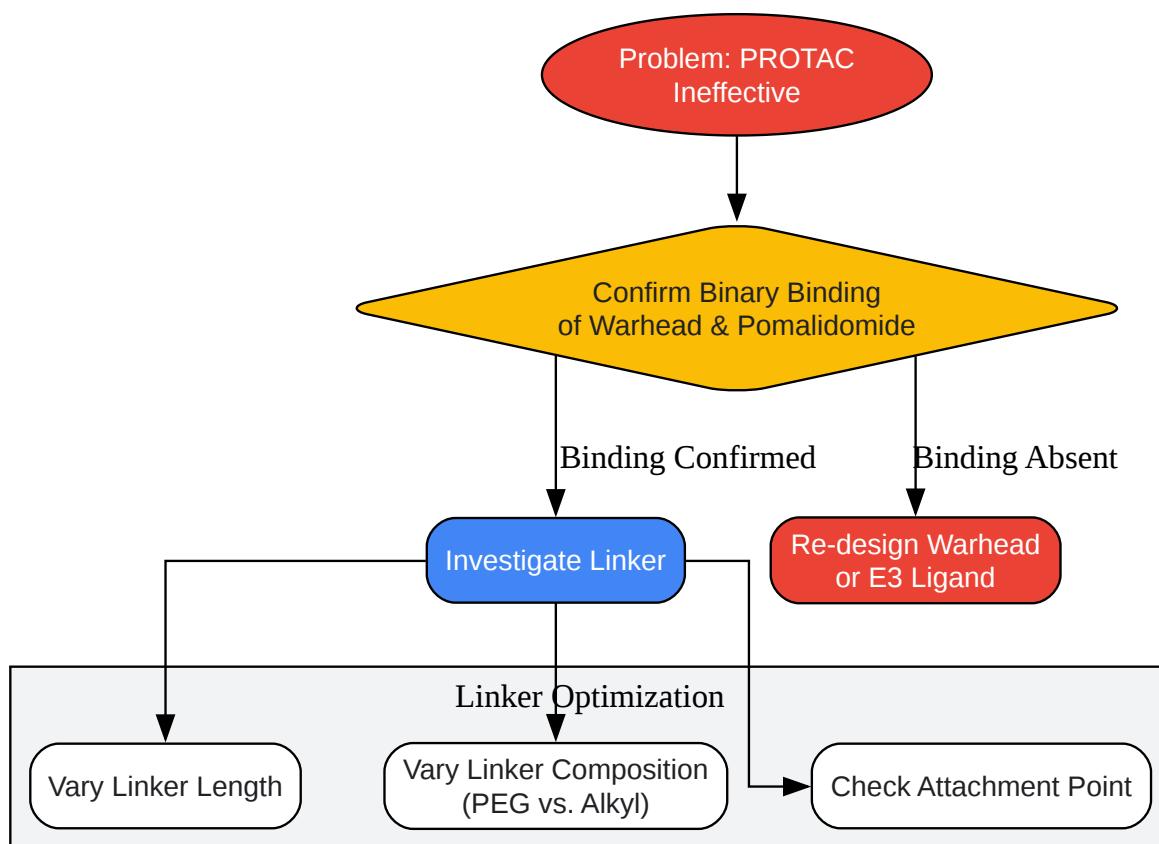 Problem: PROTAC
Ineffective
Confirm Binary Binding
of Warhead & Pomalidomide
Binding Confirmed
Binding Absent
Investigate Linker
Re-design Warhead
or E3 Ligand
Linker Optimization
Vary Linker Length
Vary Linker Composition
(PEG vs. Alkyl)
Check Attachment Point